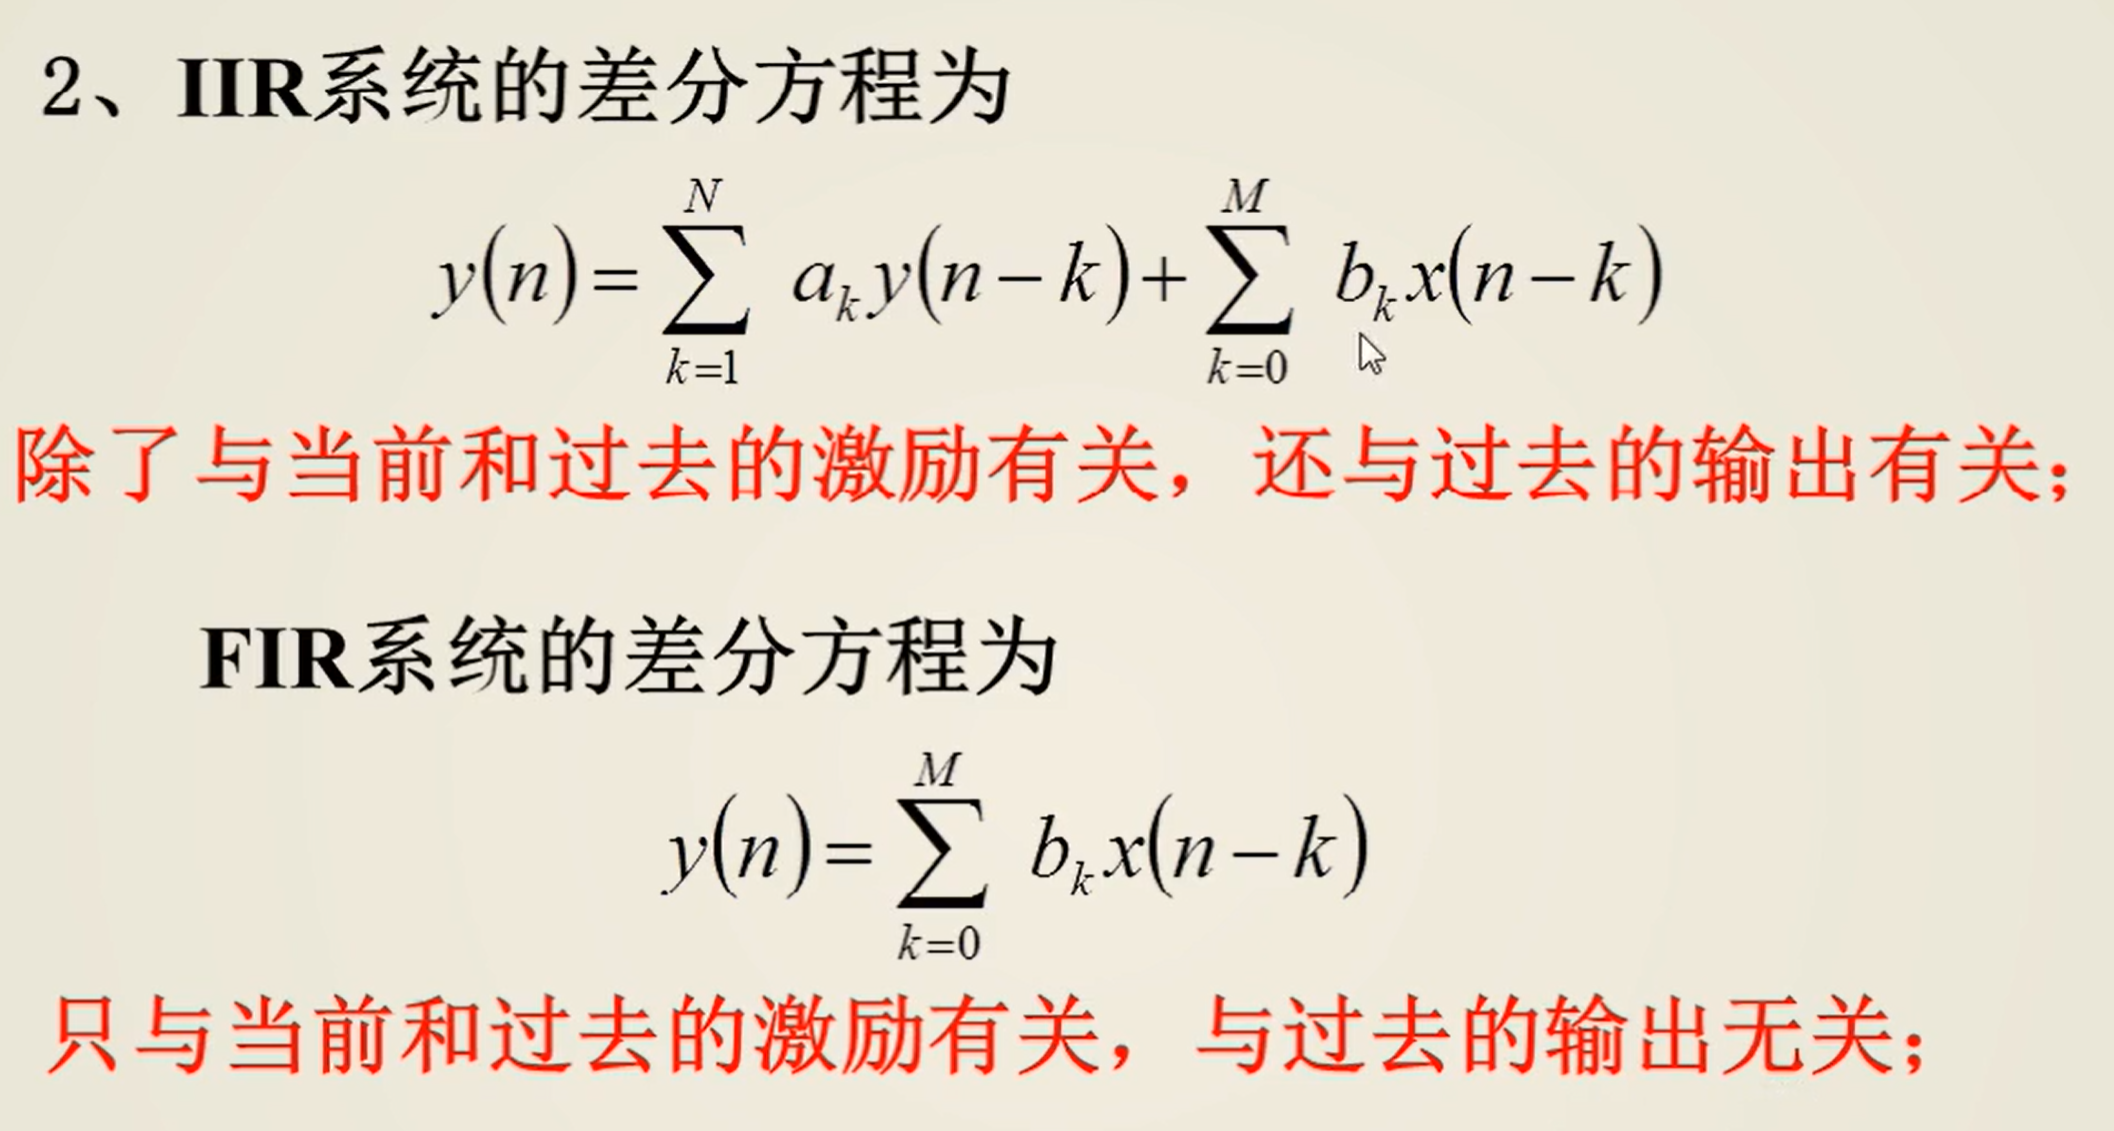 2、IIR系统的差分方程为
y(n)=∑_{k=1}^{N} a_k y(n−k)+∑_{k=0}^{M} b_k x(n−k)
除了与当前和过去的激励有关，还与过去的输出有关；
FIR系统的差分方程为
y(n)=∑_{k=0}^{M} b_k x(n−k)
只与当前和过去的激励有关，与过去的输出无关；